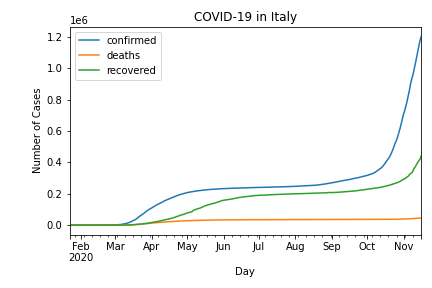 COVID-19 in Italy
1e6
confirmed
deaths
recovered
1.2
1.0
0.8
0.6
0.4
0.2
0.0
Number of Cases
Feb Mar Apr May Jun Jul Aug Sep Oct Nov
2020
Day